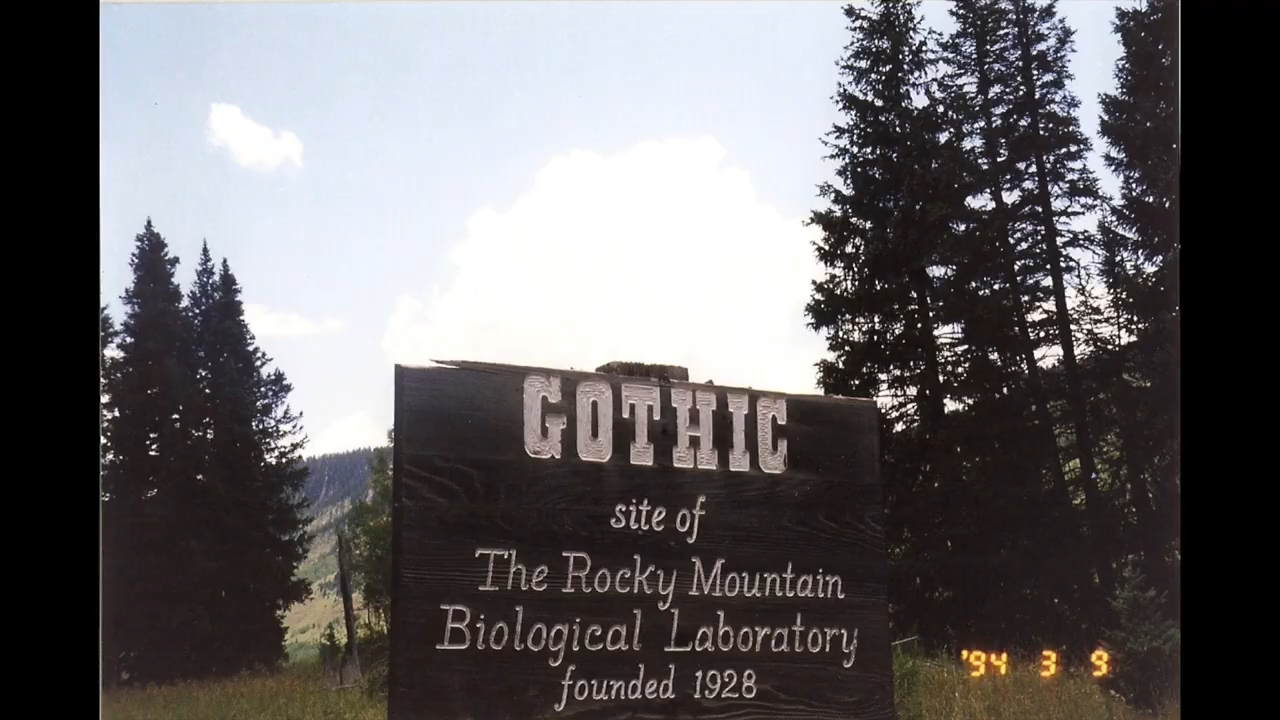 GOTHIC
site of
The Rocky Mountain
Biological Laboratory
founded 1928
'94 3 9